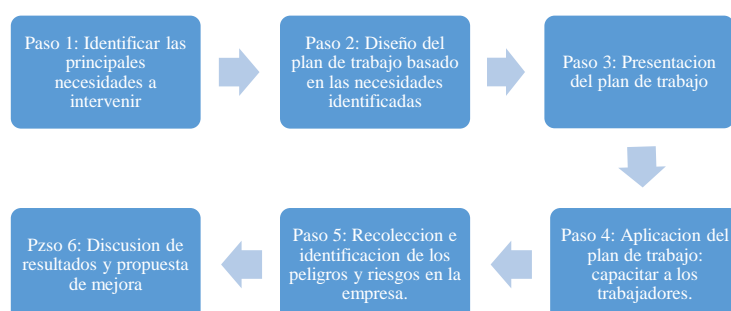 Paso 1: Identificar las
principales
necesidades a
intervenir
Paso 2: Diseño del
plan de trabajo basado
en las necesidades
identificadas
Paso 3: Presentacion
del plan de trabajo
Paso 4: Aplicacion del
plan de trabajo:
capacitar a los
trabajadores.
Paso 5: Recoleccion e
identificacion de los
peligros y riesgos en la
empresa.
Pzso 6: Discusion de
resultados y propuesta
de mejora